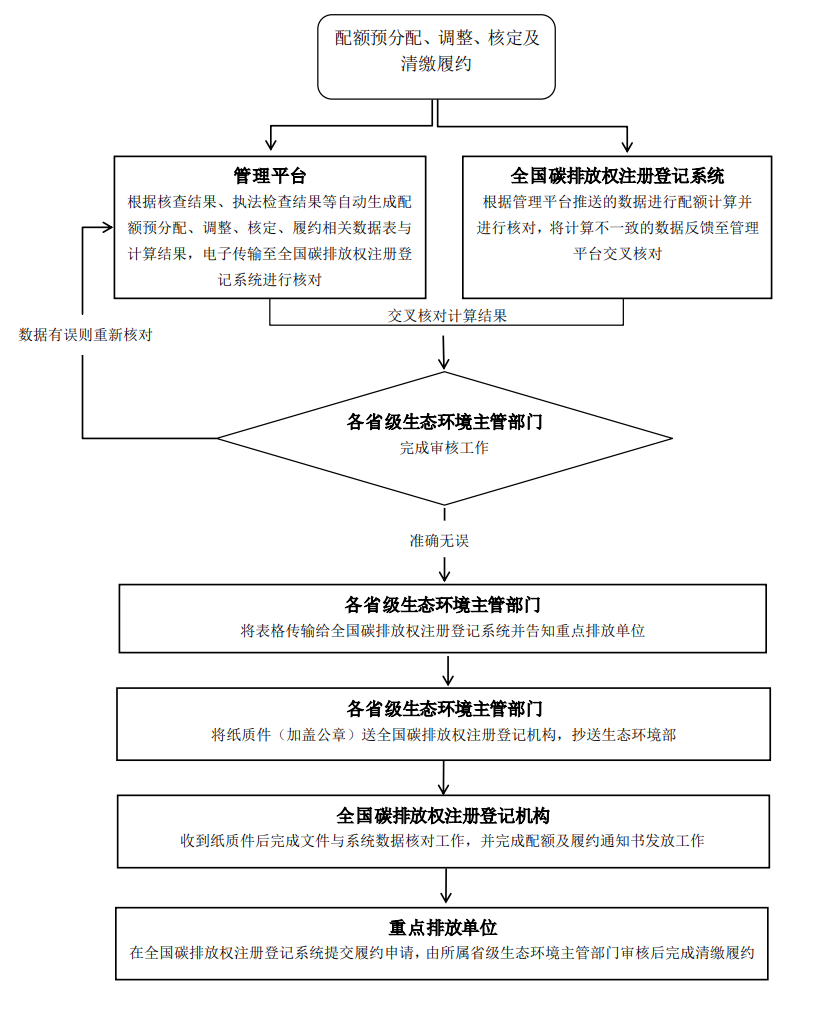 配额预分配、调整、核定及
清缴履约
管理平台
根据核查结果、执法检查结果等自动生成配
额预分配、调整、核定、履约相关数据表与
计算结果，电子传输至全国碳排放权注册登
记系统进行核对
全国碳排放权注册登记系统
根据管理平台推送的数据进行配额计算并
进行核对，将计算不一致的数据反馈至管理
平台交叉核对
交叉核对计算结果
数据有误则重新核对
各省级生态环境主管部门
完成审核工作
准确无误
各省级生态环境主管部门
将表格传输给全国碳排放权注册登记系统并告知重点排放单位
各省级生态环境主管部门
将纸质件（加盖公章）送全国碳排放权注册登记机构，抄送生态环境部
全国碳排放权注册登记机构
收到纸质件后完成文件与系统数据核对工作，并完成配额及履约通知书发放工作
重点排放单位
在全国碳排放权注册登记系统提交履约申请，由所属省级生态环境主管部门审核后完成清缴履约